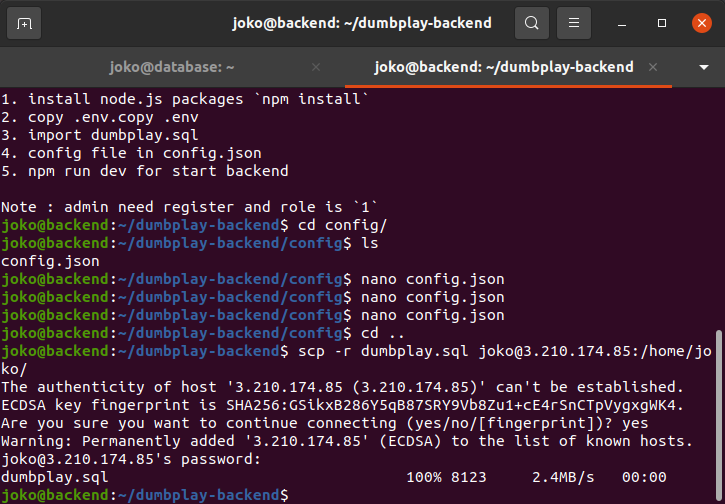 joko@backend: ~/dumbplay-backend
joko@database: ~
joko@backend: ~/dumbplay-backend
1. install node.js packages `npm install`
2. copy .env.copy .env
3. import dumbplay.sql
4. config file in config.json
5. npm run dev for start backend
Note : admin need register and role is `1`
joko@backend:~/dumbplay-backend$ cd config/
joko@backend:~/dumbplay-backend/config$ ls
config.json
joko@backend:~/dumbplay-backend/config$ nano config.json
joko@backend:~/dumbplay-backend/config$ nano config.json
joko@backend:~/dumbplay-backend/config$ nano config.json
joko@backend:~/dumbplay-backend/config$ cd ..
joko@backend:~/dumbplay-backend$ scp -r dumbplay.sql joko@3.210.174.85:/home/jo
ko/
The authenticity of host '3.210.174.85 (3.210.174.85)' can't be established.
ECDSA key fingerprint is SHA256:GSikxB286Y5qB87SRY9Vb8Zu1+cE4rSnCTpVygxgWK4.
Are you sure you want to continue connecting (yes/no/[fingerprint])? yes
Warning: Permanently added '3.210.174.85' (ECDSA) to the list of known hosts.
joko@3.210.174.85's password:
dumbplay.sql 100% 8123 2.4MB/s 00:00
joko@backend:~/dumbplay-backend$